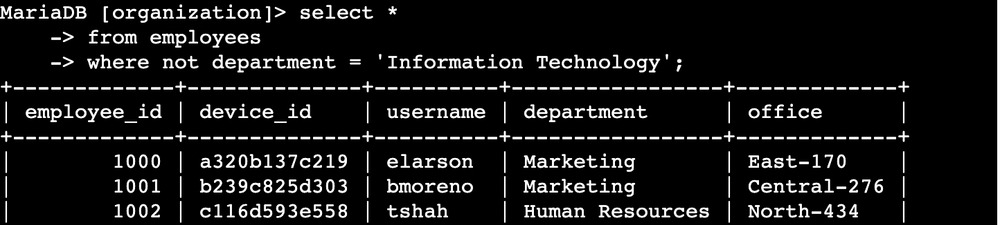 MariaDB [organization]> select *
    -> from employees
    -> where not department = 'Information Technology';
+-------------+--------------+----------+-----------------+-------------+
| employee_id | device_id    | username | department      | office      |
+-------------+--------------+----------+-----------------+-------------+
|        1000 | a320b137c219 | elarson  | Marketing       | East-170    |
|        1001 | b239c825d303 | bmoreno  | Marketing       | Central-276 |
|        1002 | c116d593e558 | tshah    | Human Resources | North-434   |